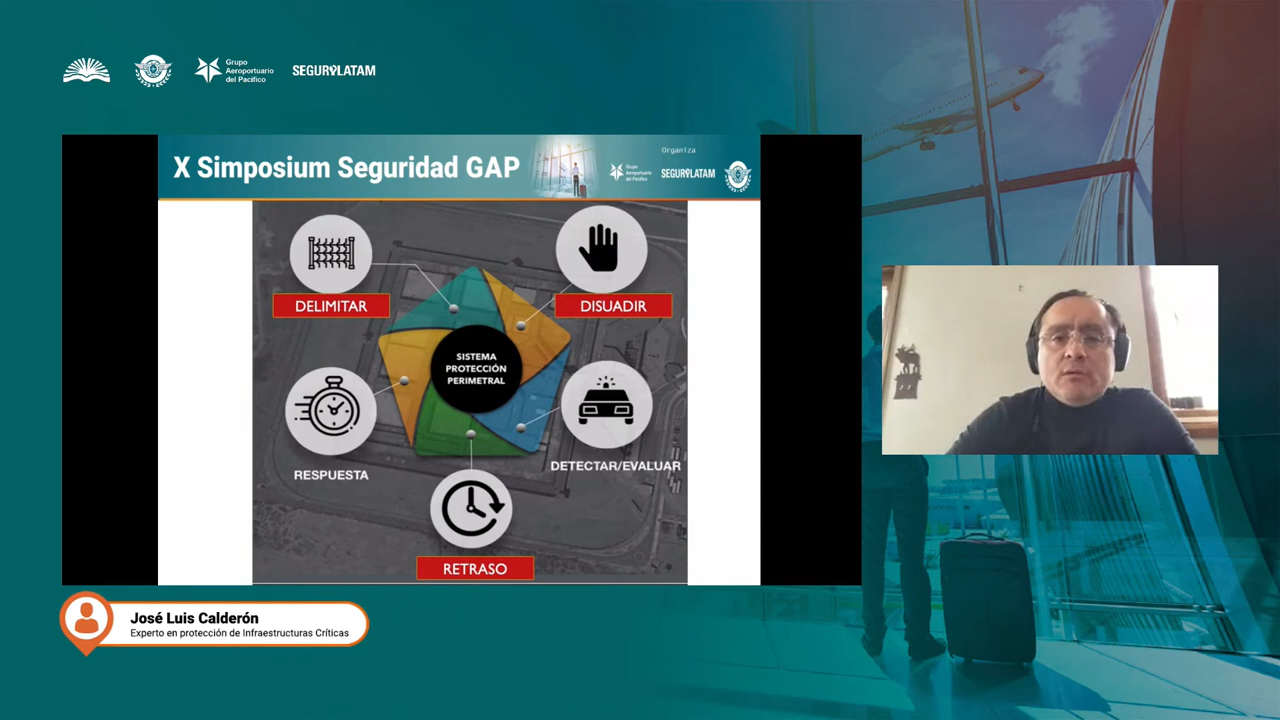 Grupo
Aeroportuario
del Pacífico
SEGURILATAM
X Simposium Seguridad GAP
Organiza
Grupo
Aeroportuario
del Pacífico
SEGURILATAM
DELIMITAR
DISUADIR
SISTEMA
PROTECCIÓN
PERIMETRAL
RESPUESTA
DETECTAR/EVALUAR
RETRASO
José Luis Calderón
Experto en protección de Infraestructuras Críticas